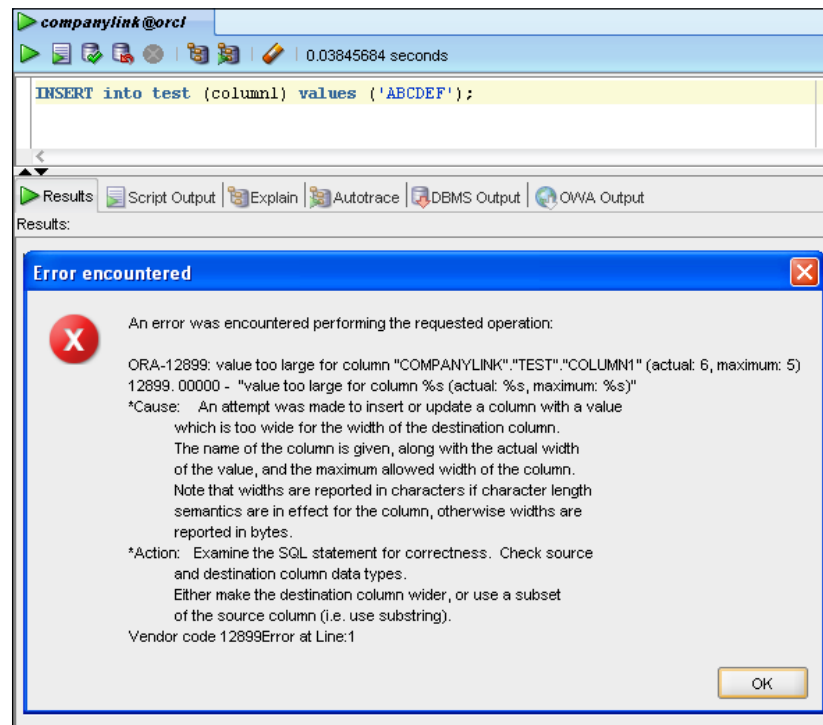 companylink@orcl
0.03845684 seconds
INSERT into test (column1) values ('ABCDEF');
Results Script Output Explain Autotrace DBMS Output OWA Output
Results:
Error encountered
An error was encountered performing the requested operation:
ORA-12899: value too large for column "COMPANYLINK"."TEST"."COLUMN1" (actual: 6, maximum: 5)
12899. 00000 - "value too large for column %s (actual: %s, maximum: %s)"
*Cause: An attempt was made to insert or update a column with a value
which is too wide for the width of the destination column.
The name of the column is given, along with the actual width
of the value, and the maximum allowed width of the column.
Note that widths are reported in characters if character length
semantics are in effect for the column, otherwise widths are
reported in bytes.
*Action: Examine the SQL statement for correctness. Check source
and destination column data types.
Either make the destination column wider, or use a subset
of the source column (i.e. use substring).
Vendor code 12899Error at Line:1
OK